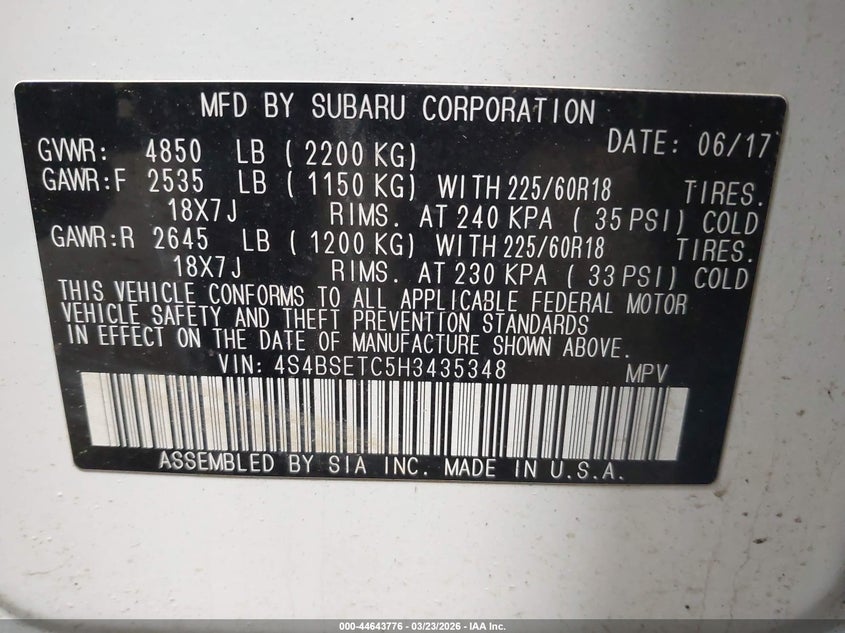 MFD BY SUBARU CORPORATION
DATE: 06/17
GVWR: 4850 LB ( 2200 KG)
GAWR:F 2535 LB ( 1150 KG) WITH 225/60R18 TIRES.
18X7J RIMS. AT 240 KPA ( 35 PSI) COLD
GAWR:R 2645 LB ( 1200 KG) WITH 225/60R18 TIRES.
18X7J RIMS. AT 230 KPA ( 33 PSI) COLD
THIS VEHICLE CONFORMS TO ALL APPLICABLE FEDERAL MOTOR
VEHICLE SAFETY AND THEFT PREVENTION STANDARDS
IN EFFECT ON THE DATE OF MANUFACTURE SHOWN ABOVE.
VIN: 4S4BSETC5H3435348 MPV
ASSEMBLED BY SIA INC. MADE IN U.S.A.
000-44643776 - 03/23/2026 - IAA Inc.